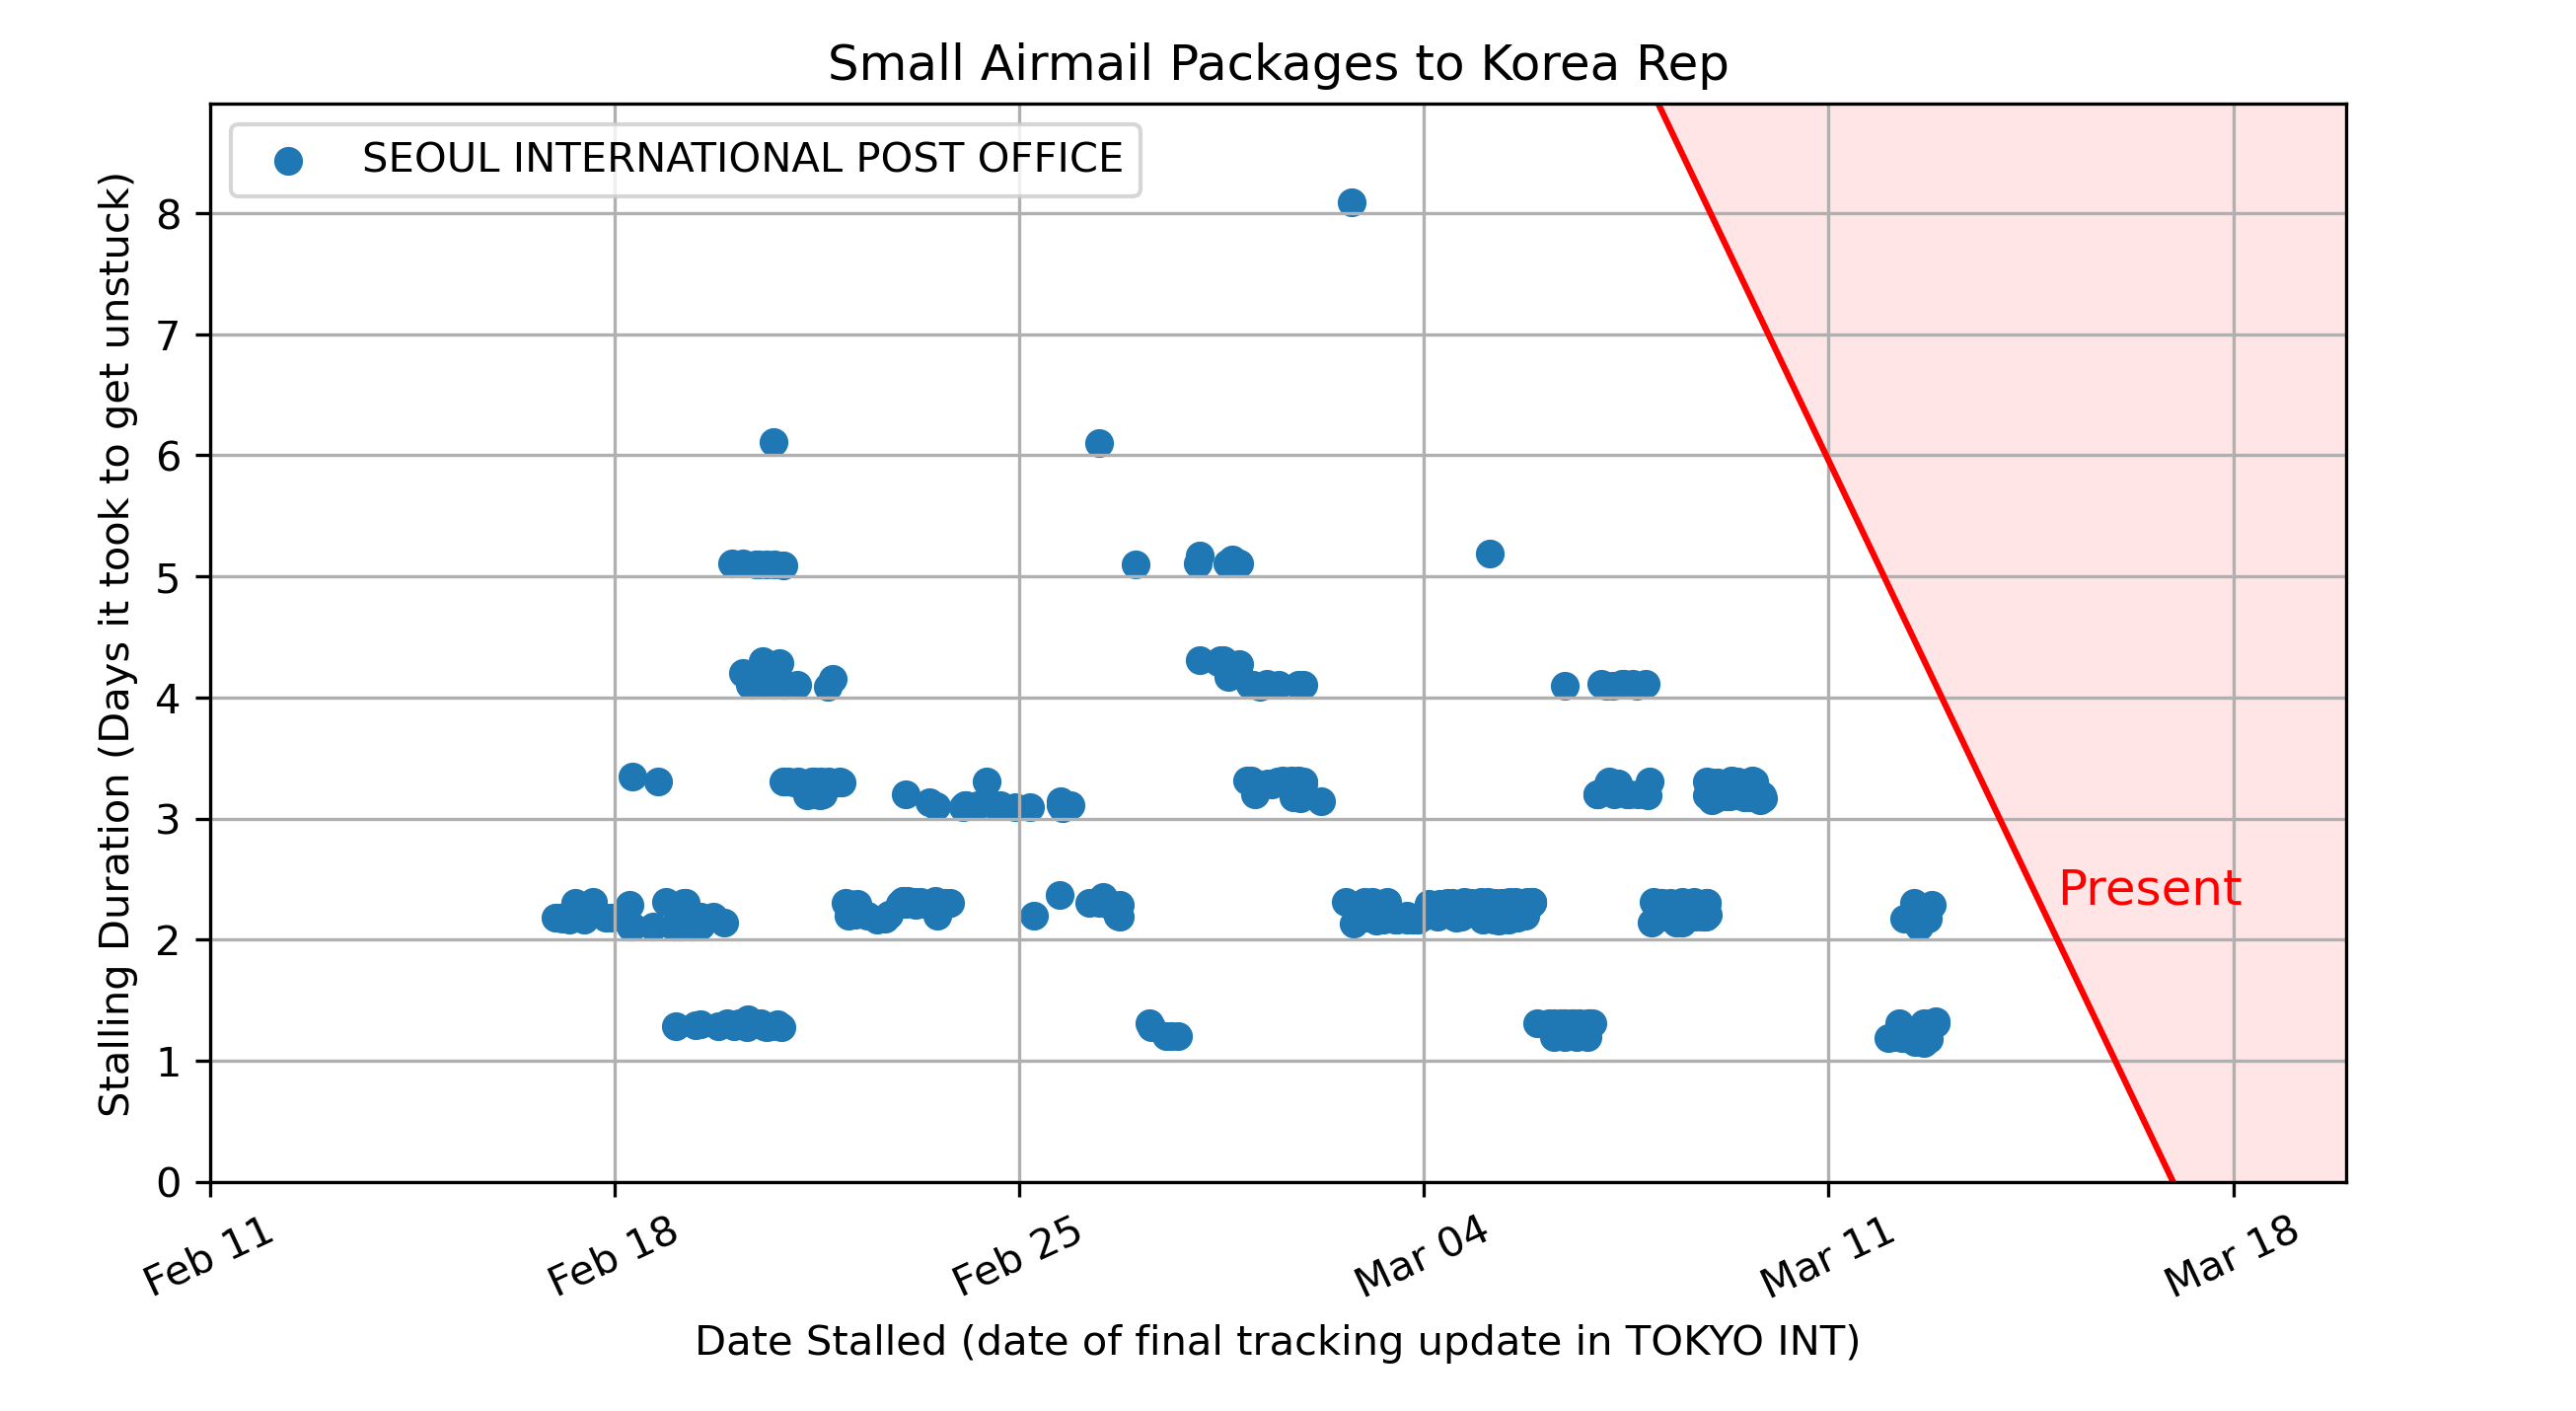 Small Airmail Packages to Korea Rep
SEOUL INTERNATIONAL POST OFFICE
Stalling Duration (Days it took to get unstuck)
8
7
6
5
4
3
2
1
0
Present
Feb 11
Feb 18
Feb 25
Mar 04
Mar 11
Mar 18
Date Stalled (date of final tracking update in TOKYO INT)